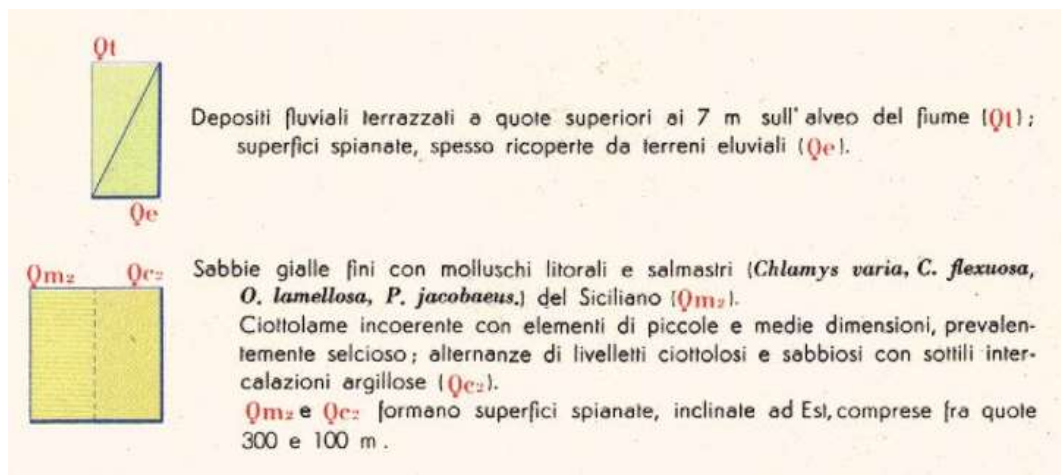 Qt
Depositi fluviali terrazzati a quote superiori ai 7 m sull' alveo del fiume (Qt);
superfici spianate, spesso ricoperte da terreni eluviali (Qe).
Qe
Qm2 Qc2
Sabbie gialle fini con molluschi litorali e salmastri (Chlamys varia, C. flexuosa,
O. lamellosa, P. jacobaeus.) del Siciliano (Qm2).
Ciottolame incoerente con elementi di piccole e medie dimensioni, prevalen-
temente selcioso; alternanze di livelletti ciottolosi e sabbiosi con sottili inter-
calazioni argillose (Qc2).
Qm2 e Qc2 formano superfici spianate, inclinate ad Est, comprese fra quote
300 e 100 m.